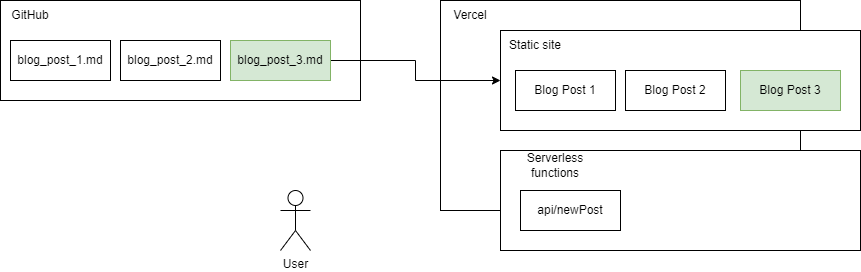 GitHub
blog_post_1.md
blog_post_2.md
blog_post_3.md
Vercel
Static site
Blog Post 1
Blog Post 2
Blog Post 3
Serverless
functions
api/newPost
User